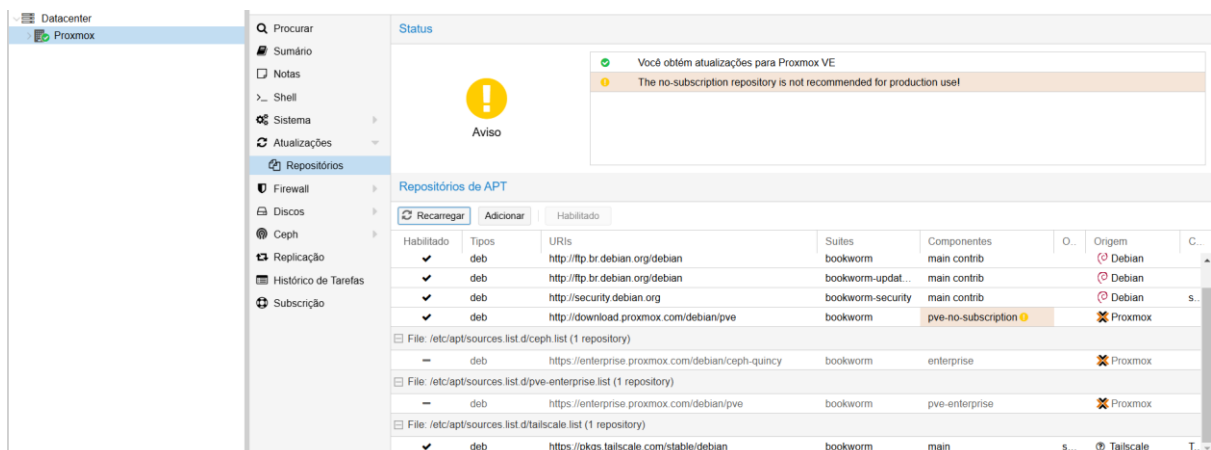 Datacenter
Proxmox
Procurar
Sumário
Notas
Shell
Sistema
Atualizações
Repositórios
Firewall
Discos
Ceph
Replicação
Histórico de Tarefas
Subscrição
Status
Aviso
Você obtém atualizações para Proxmox VE
The no-subscription repository is not recommended for production use!
Repositórios de APT
Recarregar Adicionar Habilitado
Habilitado Tipos URIs Suites Componentes O... Origem C...
deb http://ftp.br.debian.org/debian bookworm main contrib Debian
deb http://ftp.br.debian.org/debian bookworm-updat... main contrib Debian
deb http://security.debian.org bookworm-security main contrib Debian s...
deb http://download.proxmox.com/debian/pve bookworm pve-no-subscription Proxmox
File: /etc/apt/sources.list.d/ceph.list (1 repository)
deb https://enterprise.proxmox.com/debian/ceph-quincy bookworm enterprise Proxmox
File: /etc/apt/sources.list.d/pve-enterprise.list (1 repository)
deb https://enterprise.proxmox.com/debian/pve bookworm pve-enterprise Proxmox
File: /etc/apt/sources.list.d/tailscale.list (1 repository)
deb https://pkgs.tailscale.com/stable/debian bookworm main s... Tailscale T...